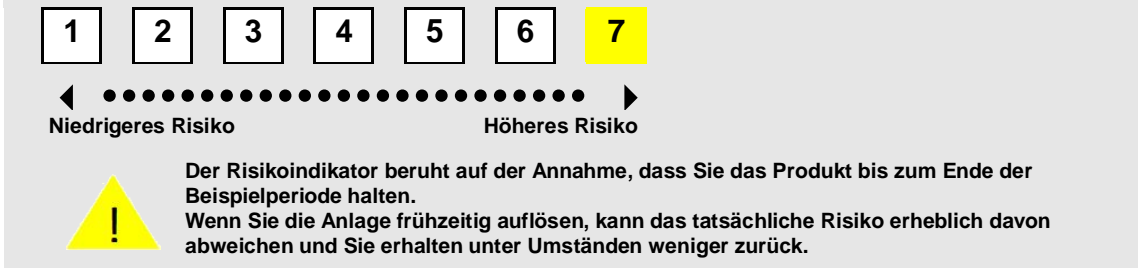 1 2 3 4 5 6 7
Niedrigeres Risiko Höheres Risiko
Der Risikoindikator beruht auf der Annahme, dass Sie das Produkt bis zum Ende der
Beispielperiode halten.
Wenn Sie die Anlage frühzeitig auflösen, kann das tatsächliche Risiko erheblich davon
abweichen und Sie erhalten unter Umständen weniger zurück.
!